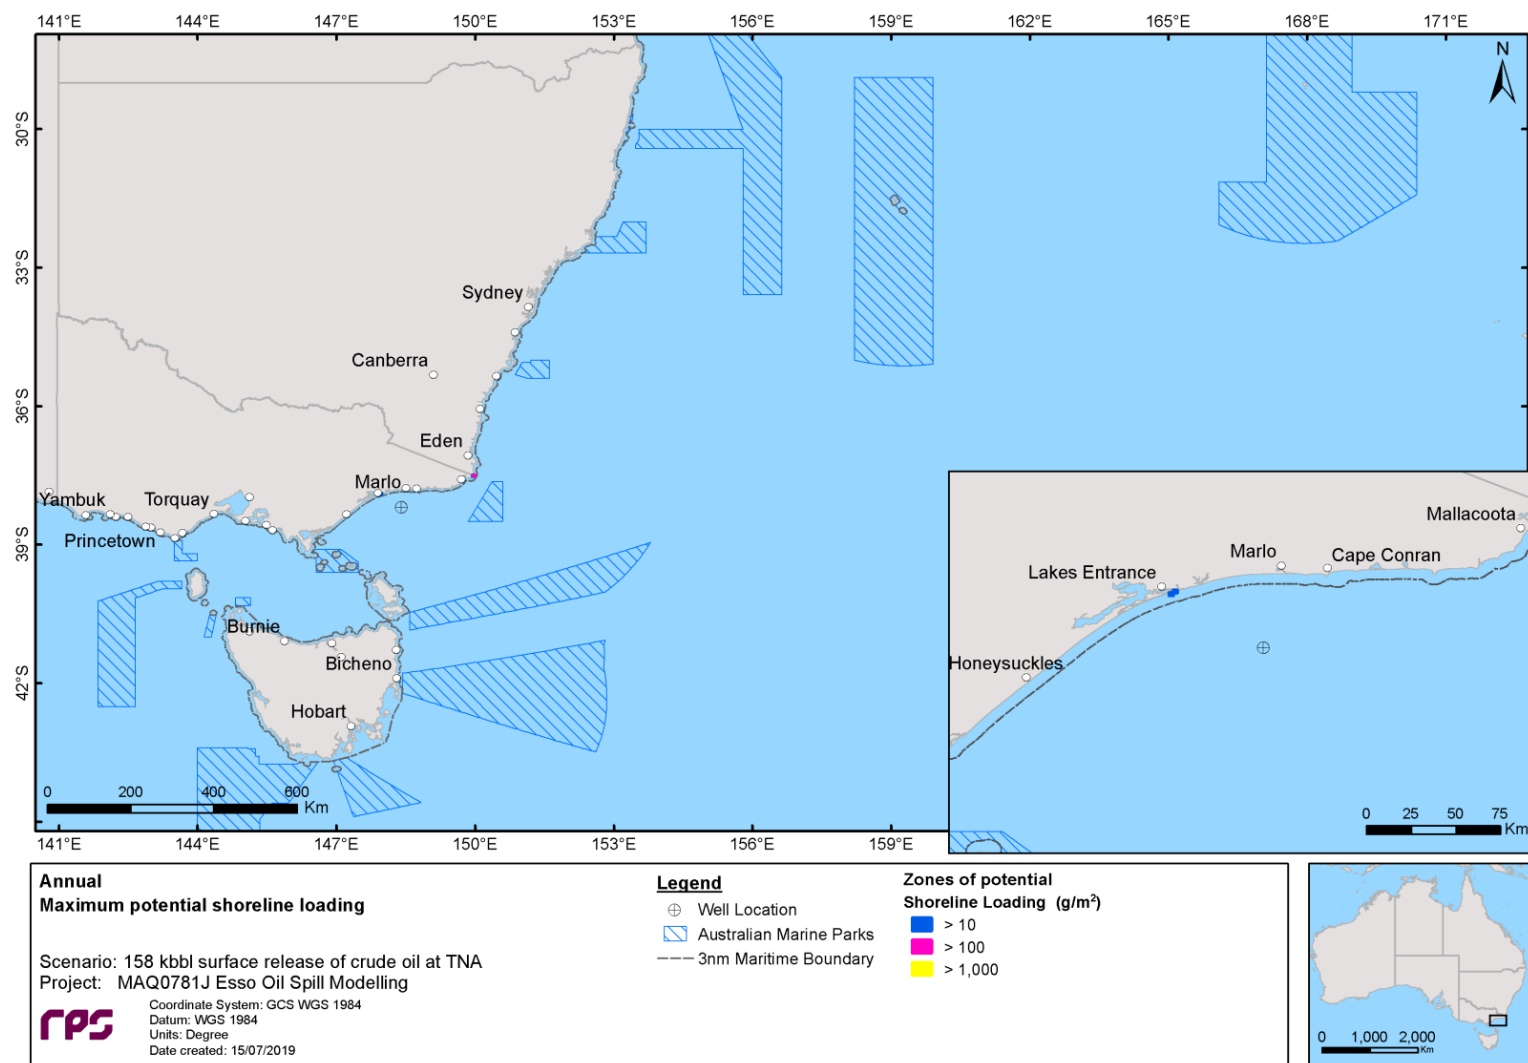 141°E 144°E 147°E 150°E 153°E 156°E 159°E 162°E 165°E 168°E 171°E
N
30°S
33°S
36°S
39°S
42°S
Sydney
Canberra
Eden
Marlo
Yambuk
Torquay
Princetown
Burnie
Bicheno
Hobart
0 200 400 600
Km
Mallacoota
Marlo
Cape Conran
Lakes Entrance
Honeysuckles
0 25 50 75
Km
141°E 144°E 147°E 150°E 153°E 156°E 159°E
Annual
Maximum potential shoreline loading
Scenario: 158 kbbl surface release of crude oil at TNA
Project: MAQ0781J Esso Oil Spill Modelling
rps
Coordinate System: GCS WGS 1984
Datum: WGS 1984
Units: Degree
Date created: 15/07/2019
Legend
Well Location
Australian Marine Parks
3nm Maritime Boundary
Zones of potential
Shoreline Loading (g/m²)
> 10
> 100
> 1,000
0 1,000 2,000
Km